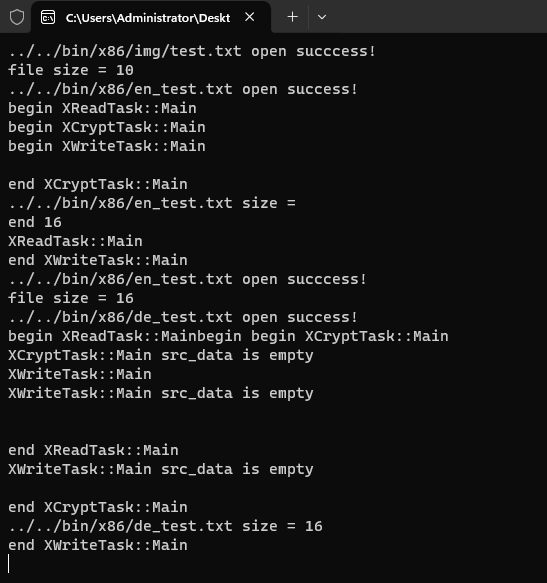 C:\Users\Administrator\Deskt
../../bin/x86/img/test.txt open succcess!
file size = 10
../../bin/x86/en_test.txt open success!
begin XReadTask::Main
begin XCryptTask::Main
begin XWriteTask::Main
end XCryptTask::Main
../../bin/x86/en_test.txt size =
end 16
XReadTask::Main
end XWriteTask::Main
../../bin/x86/en_test.txt open succcess!
file size = 16
../../bin/x86/de_test.txt open success!
begin XReadTask::Mainbegin begin XCryptTask::Main
XCryptTask::Main src_data is empty
XWriteTask::Main
XWriteTask::Main src_data is empty
end XReadTask::Main
XWriteTask::Main src_data is empty
end XCryptTask::Main
../../bin/x86/de_test.txt size = 16
end XWriteTask::Main